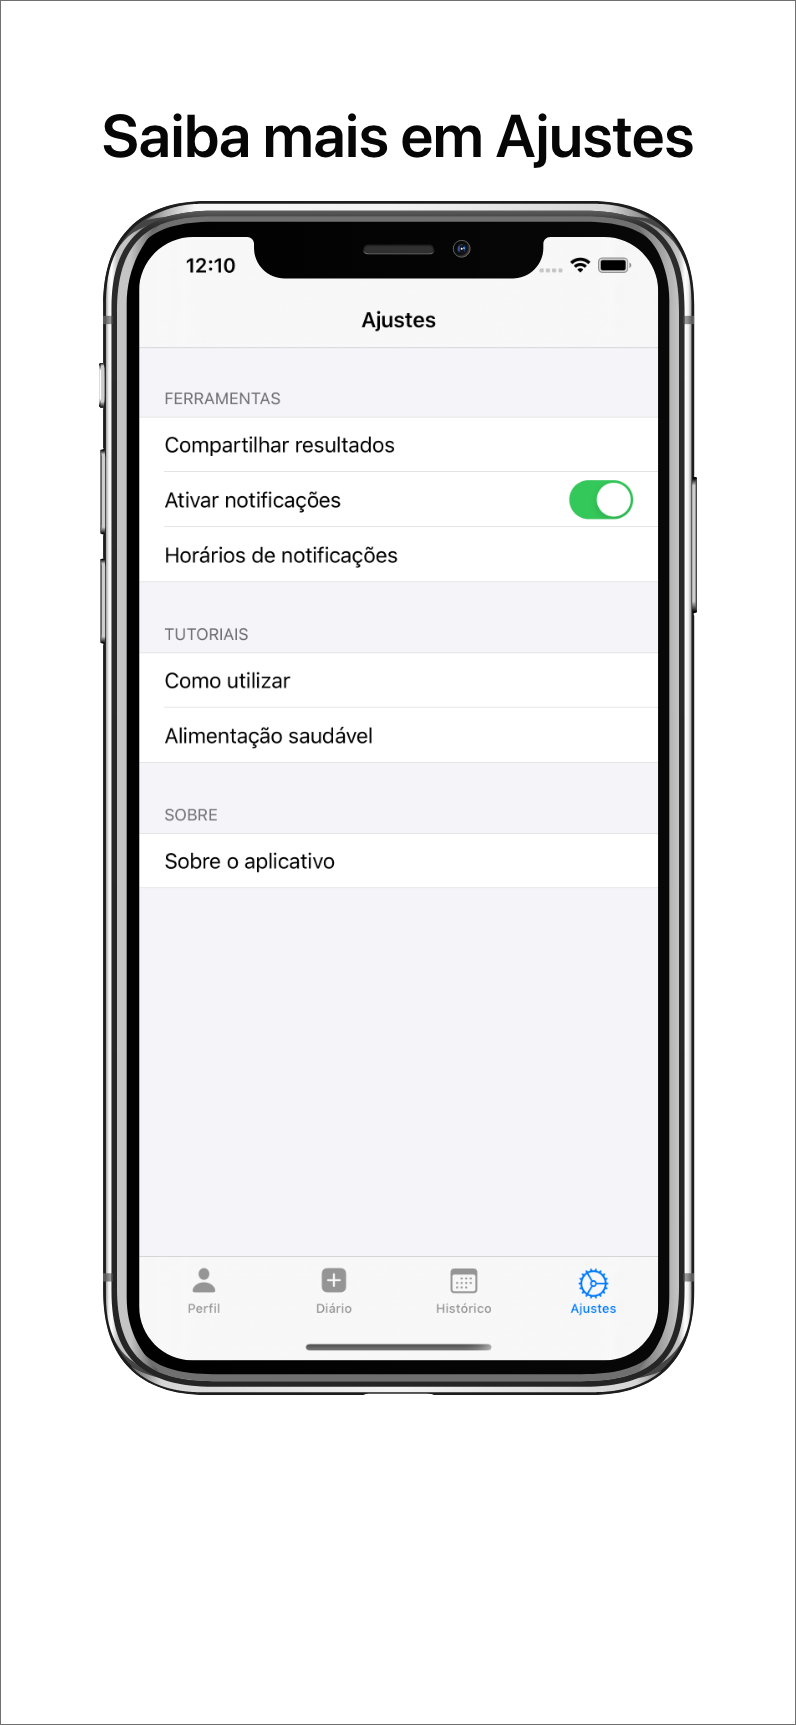 Saiba mais em Ajustes
12:10
Ajustes
FERRAMENTAS
Compartilhar resultados
Ativar notificações
Horários de notificações
TUTORIAIS
Como utilizar
Alimentação saudável
SOBRE
Sobre o aplicativo
Perfil
Diário
Histórico
Ajustes